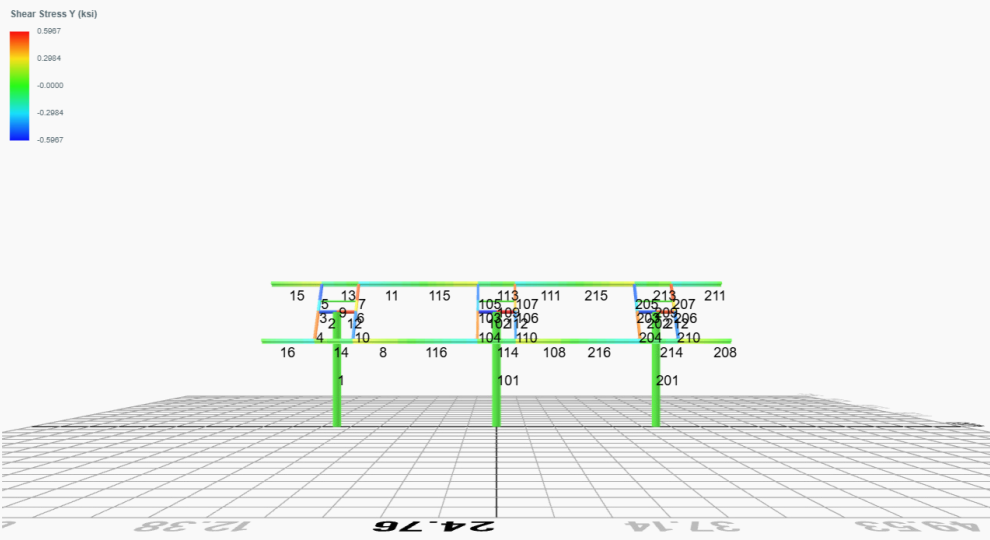 Shear Stress Y (ksi)
0.5967
0.2984
-0.0000
-0.2984
-0.5967
15 13 11 115 113 111 215 213 211
5 7 105 107 205 207
9 109 209
3 6 103 106 203 206
2 12 102 112 202 212
4 10 104 110 204 210
16 14 8 116 114 108 216 214 208
1 101 201
12.38 24.76 37.14 49.53